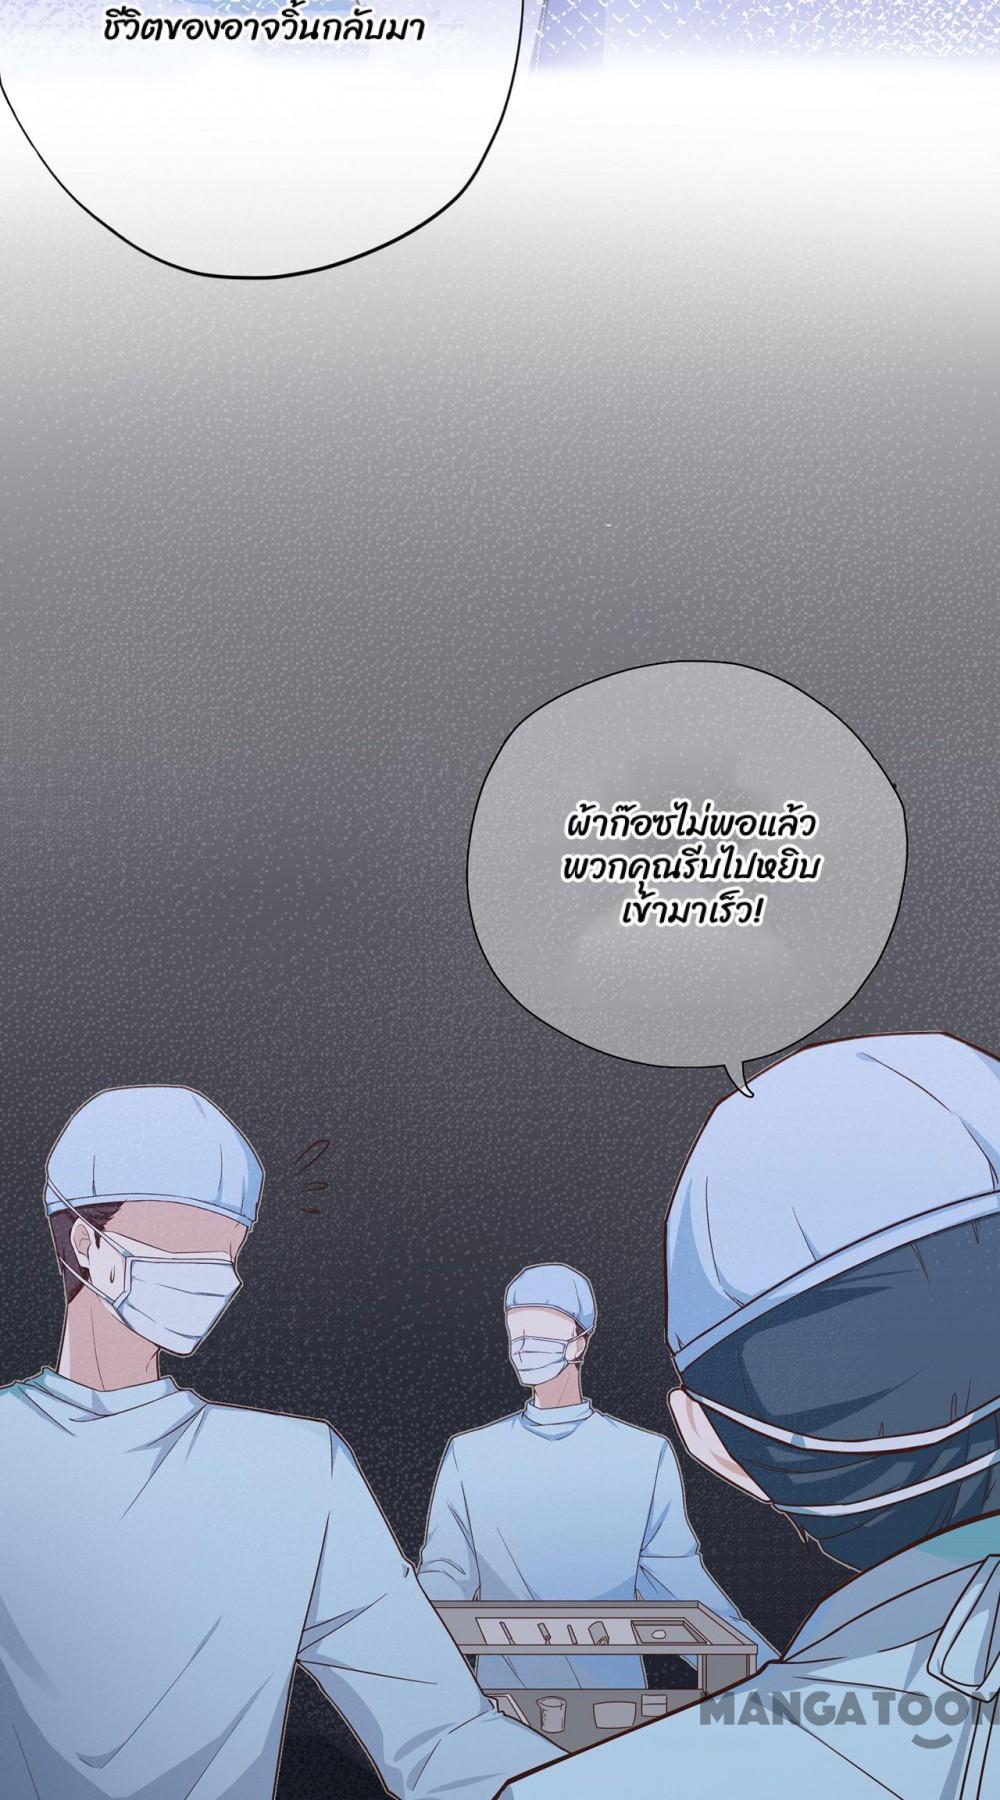 ชีวิตของอาจวิ้นกลับมา
ผ้าก๊อซไม่พอแล้ว
พวกคุณรีบไปหยิบ
เข้ามาเร็ว!
MANGATOON